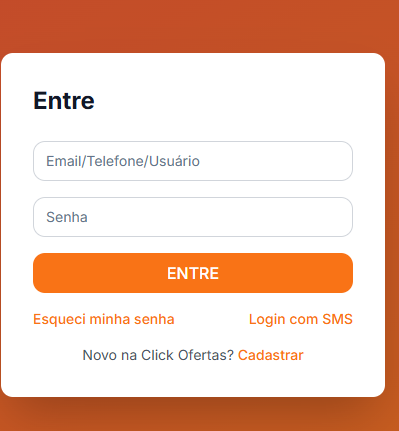 Entre
Email/Telefone/Usuário
Senha
ENTRE
Esqueci minha senha Login com SMS
Novo na Click Ofertas? Cadastrar